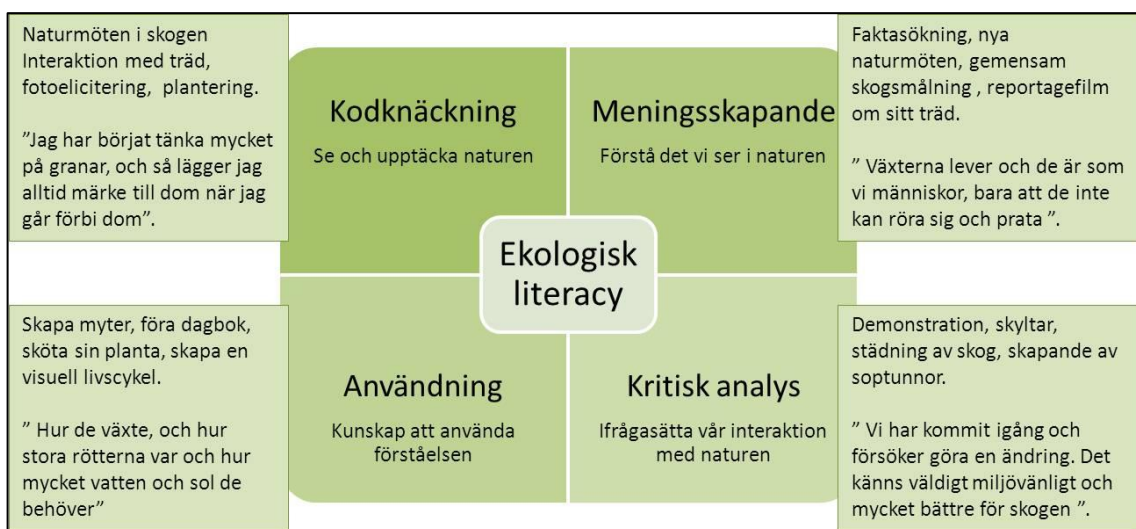 Naturmöten i skogen
Interaktion med träd,
fotoelicitering, plantering.
”Jag har börjat tänka mycket
på granar, och så lägger jag
alltid märke till dom när jag
går förbi dom”.
Kodknäckning
Se och upptäcka naturen
Meningsskapande
Förstå det vi ser i naturen
Faktasökning, nya
naturmöten, gemensam
skogsmålning , reportagefilm
om sitt träd.
” Växterna lever och de är som
vi människor, bara att de inte
kan röra sig och prata ”.
Ekologisk
literacy
Skapa myter, föra dagbok,
sköta sin planta, skapa en
visuell livscykel.
” Hur de växte, och hur
stora rötterna var och hur
mycket vatten och sol de
behöver”
Användning
Kunskap att använda
förståelsen
Kritisk analys
Ifrågasätta vår interaktion
med naturen
Demonstration, skyltar,
städning av skog, skapande av
soptunnor.
” Vi har kommit igång och
försöker göra en ändring. Det
känns väldigt miljövänligt och
mycket bättre för skogen ”.